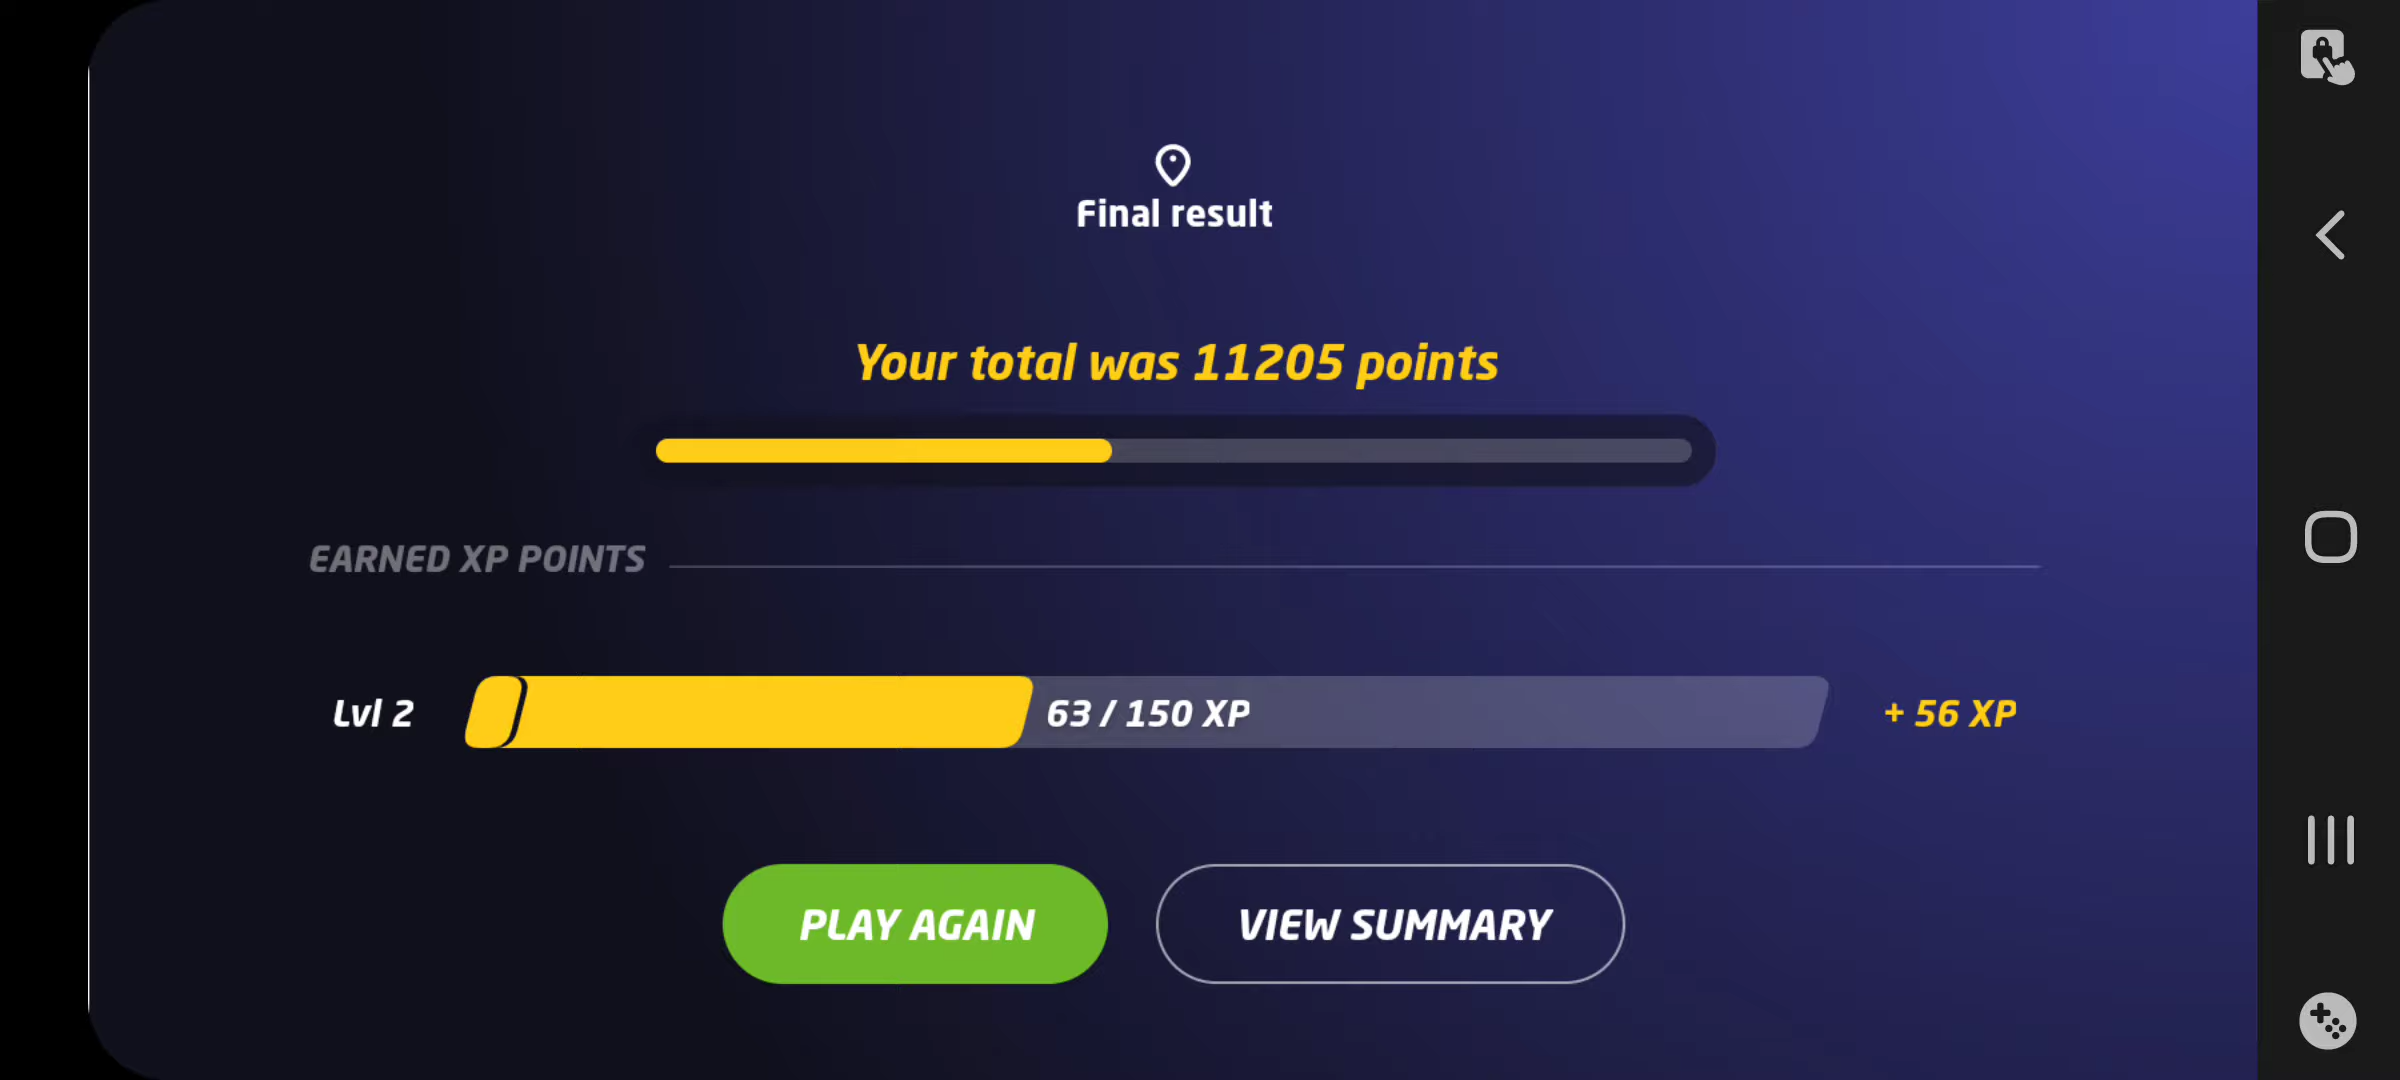 Final result
Your total was 11205 points
EARNED XP POINTS
Lvl 2
63 / 150 XP
+ 56 XP
PLAY AGAIN
VIEW SUMMARY